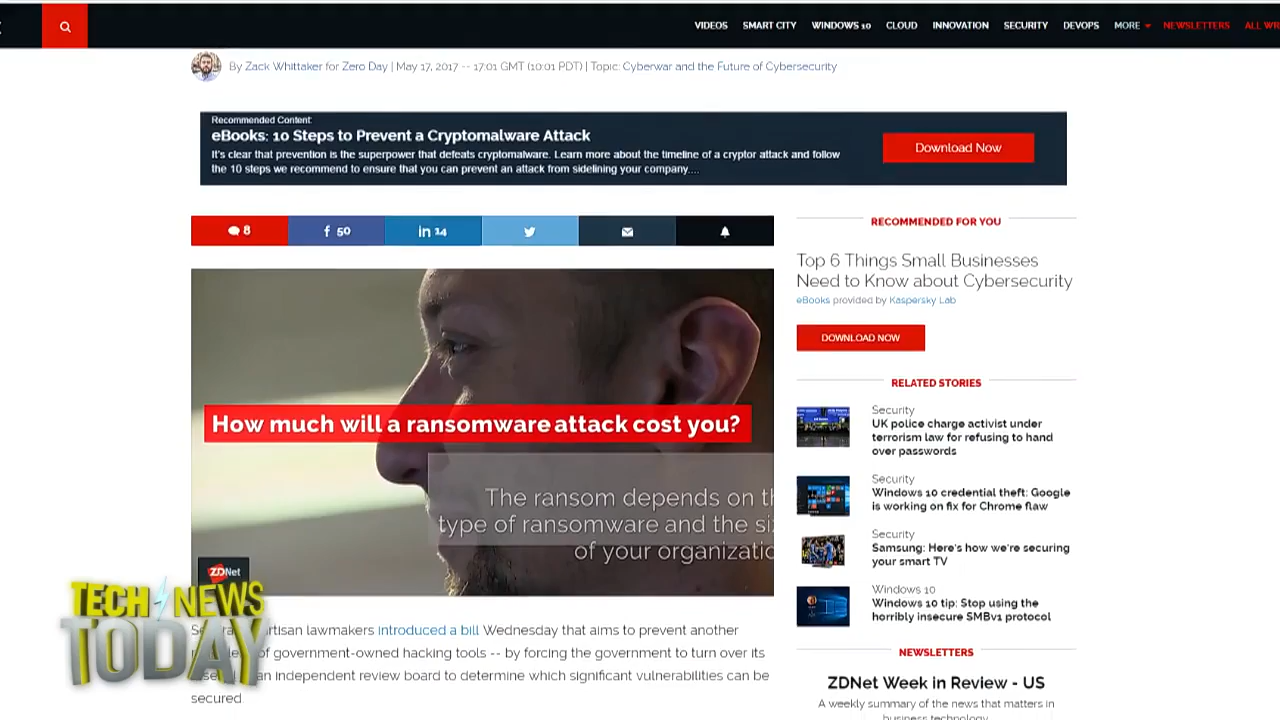 VIDEOS SMART CITY WINDOWS 10 CLOUD INNOVATION SECURITY DEVOPS MORE NEWSLETTERS ALL
By Zack Whittaker for Zero Day | May 17, 2017 -- 17:01 GMT (10:01 PDT) | Topic: Cyberwar and the Future of Cybersecurity
Recommended Content:
eBooks: 10 Steps to Prevent a Cryptomalware Attack
It's clear that prevention is the superpower that defeats cryptomalware. Learn more about the timeline of a cryptor attack and follow
the 10 steps we recommend to ensure that you can prevent an attack from sidelining your company....
Download Now
8 50 in 14
How much will a ransomware attack cost you?
The ransom depends on
type of ransomware and the
of your
ZDNet
TECH NEWS
TODAY
lawmakers introduced a bill Wednesday that aims to prevent another
of government-owned hacking tools -- by forcing the government to turn over its
an independent review board to determine which significant vulnerabilities can be
secured.
RECOMMENDED FOR YOU
Top 6 Things Small Businesses
Need to Know about Cybersecurity
eBooks provided by Kaspersky Lab
DOWNLOAD NOW
RELATED STORIES
Security
UK police charge activist under
terrorism law for refusing to hand
over passwords
Security
Windows 10 credential theft: Google
is working on fix for Chrome flaw
Security
Samsung: Here's how we're securing
your smart TV
Windows 10
Windows 10 tip: Stop using the
horribly insecure SMBv1 protocol
NEWSLETTERS
ZDNet Week in Review - US
A weekly summary of the news that matters in
business technology